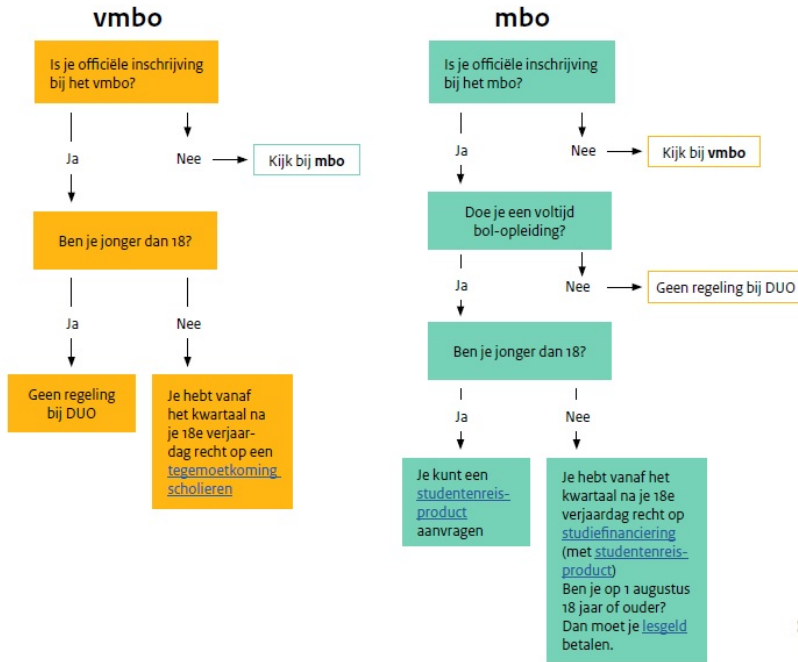 vmbo
Is je officiële inschrijving
bij het vmbo?
Ja
Nee
Kijk bij mbo
Ben je jonger dan 18?
Ja
Nee
Geen regeling
bij DUO
Je hebt vanaf
het kwartaal na
je 18e verjaar-
dag recht op een
tegemoetkoming
scholieren
mbo
Is je officiële inschrijving
bij het mbo?
Ja
Nee
Kijk bij vmbo
Doe je een voltijd
bol-opleiding?
Ja
Nee
Geen regeling bij DUO
Ben je jonger dan 18?
Ja
Nee
Je kunt een
studentenreis-
product
aanvragen
Je hebt vanaf het
kwartaal na je 18e
verjaardag recht op
studiefinanciering
(met studentenreis-
product)
Ben je op 1 augustus
18 jaar of ouder?
Dan moet je lesgeld
betalen.